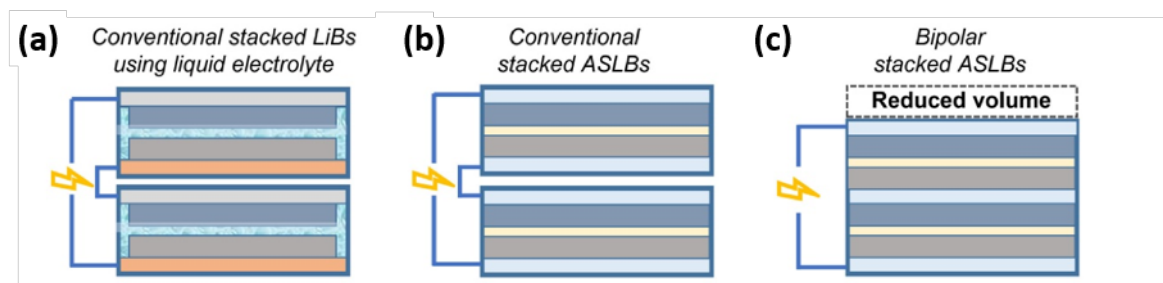 (a)
Conventional stacked LiBs
using liquid electrolyte
(b)
Conventional
stacked ASLBs
(c)
Bipolar
stacked ASLBs
Reduced volume